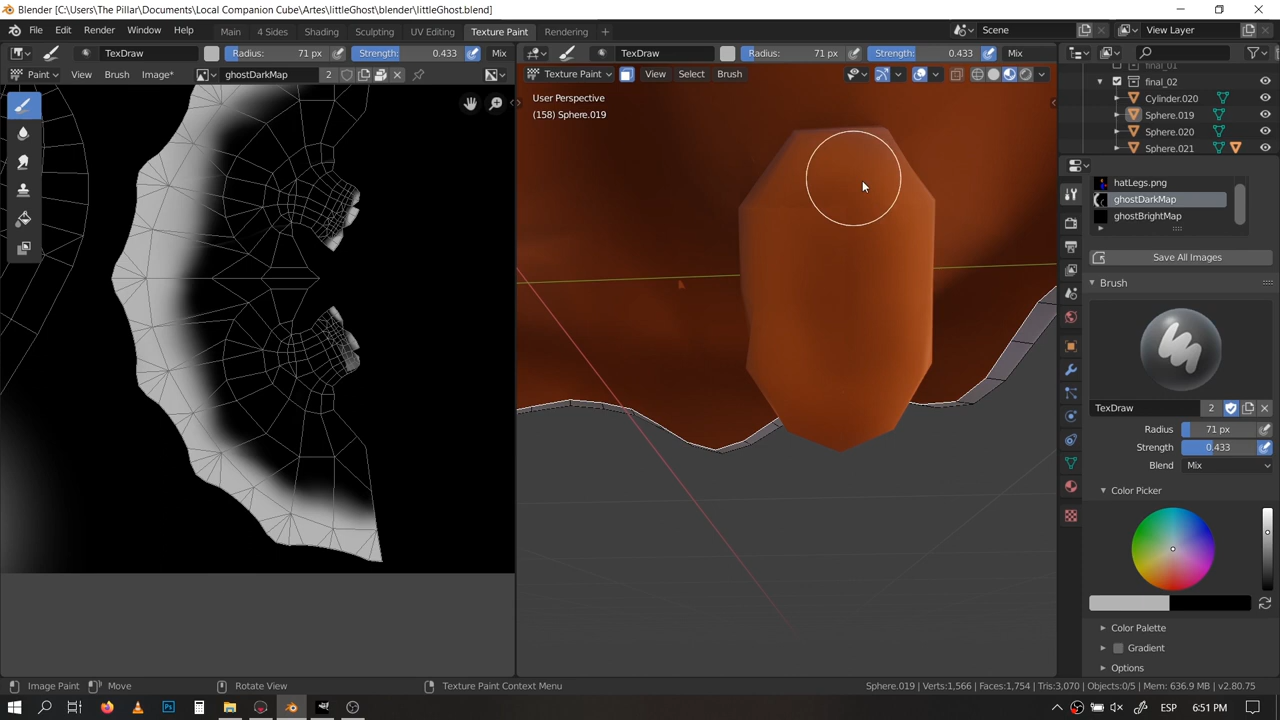 Blender [C:\Users\The Pillar\Documents\Local Companion Cube\Artes\littleGhost\blender\littleGhost.blend]
File Edit Render Window Help Main 4 Sides Shading Sculpting UV Editing Texture Paint Rendering + Scene View Layer
TexDraw Radius: 71 px Strength: 0.433 Mix TexDraw Radius: 71 px Strength: 0.433 Mix
Paint View Brush Image* ghostDarkMap 2 Texture Paint View Select Brush
final_01
final_02
Cylinder.020
Sphere.019
Sphere.020
Sphere.021
User Perspective
(158) Sphere.019
hatLegs.png
ghostDarkMap
ghostBrightMap
Save All Images
Brush
TexDraw 2
Radius 71 px
Strength 0.433
Blend Mix
Color Picker
Color Palette
Gradient
Options
Image Paint Move Rotate View Texture Paint Context Menu Sphere.019 | Verts:1,566 | Faces:1,754 | Tris:3,070 | Objects:0/5 | Mem: 636.9 MB | v2.80.75
ESP 6:51 PM